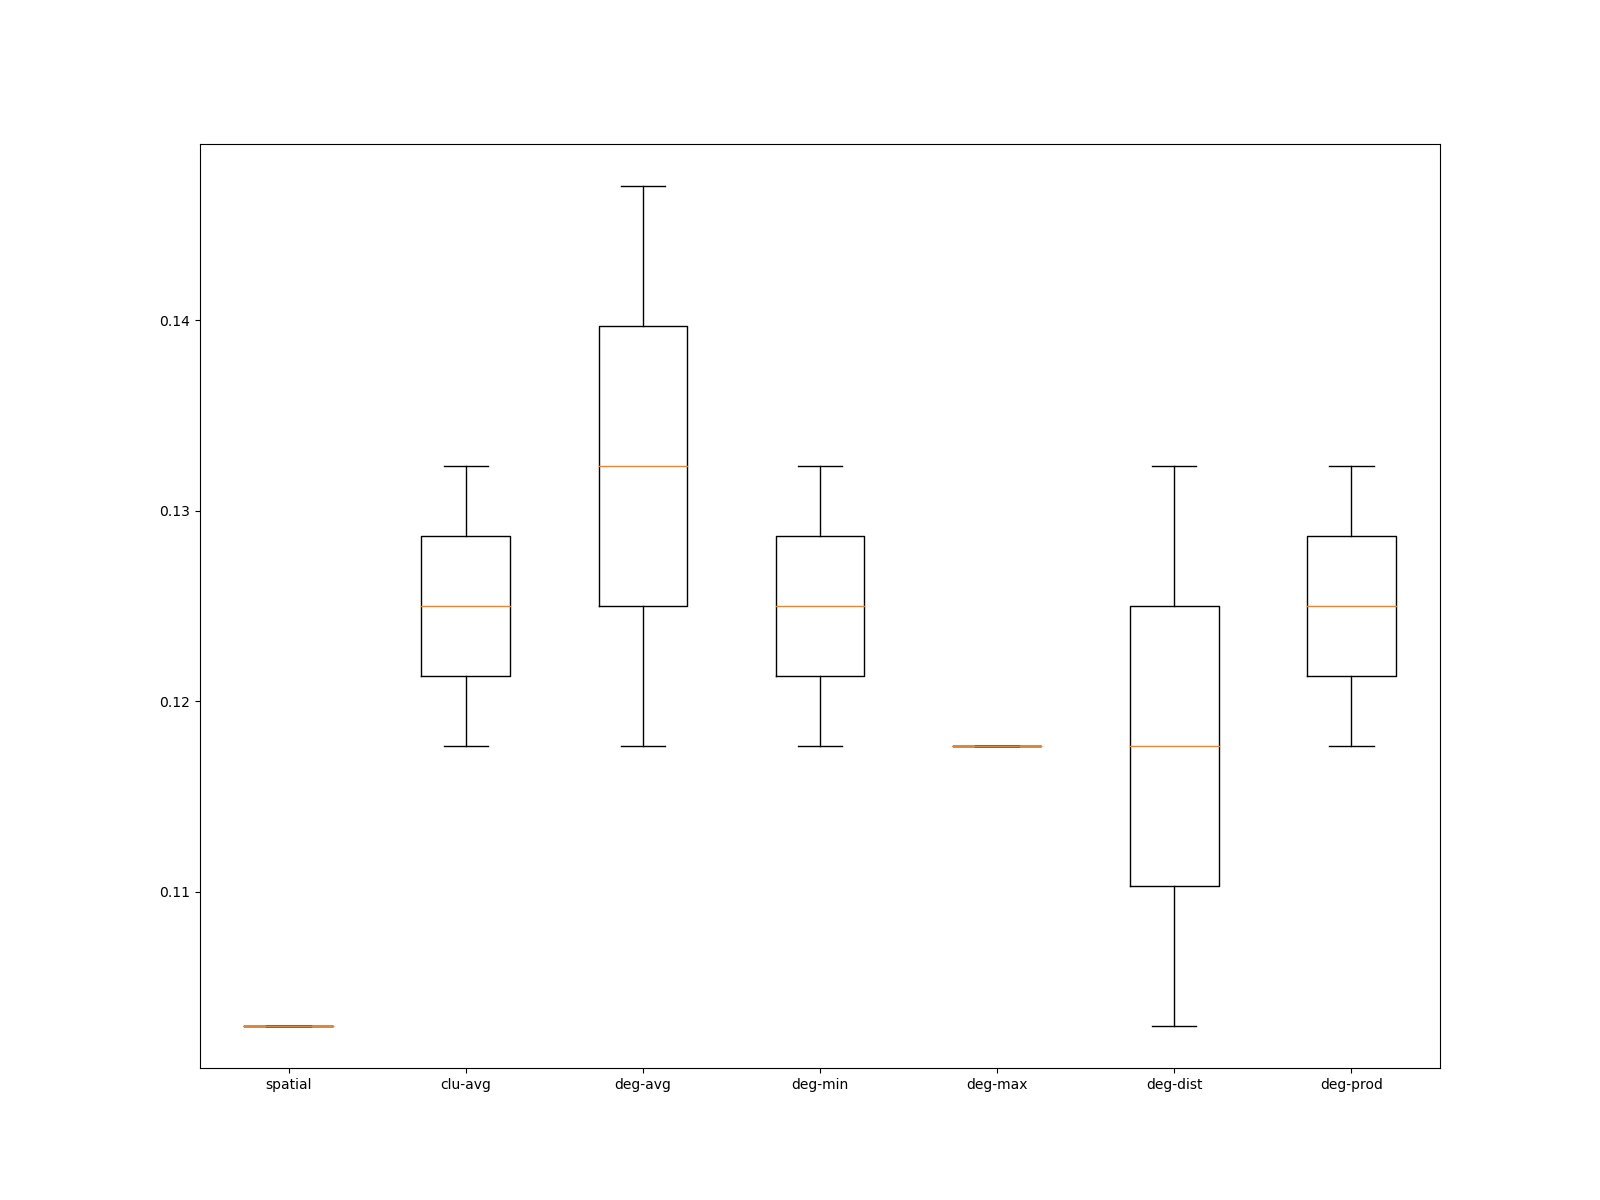 0.14
0.13
0.12
0.11
spatial clu-avg deg-avg deg-min deg-max deg-dist deg-prod